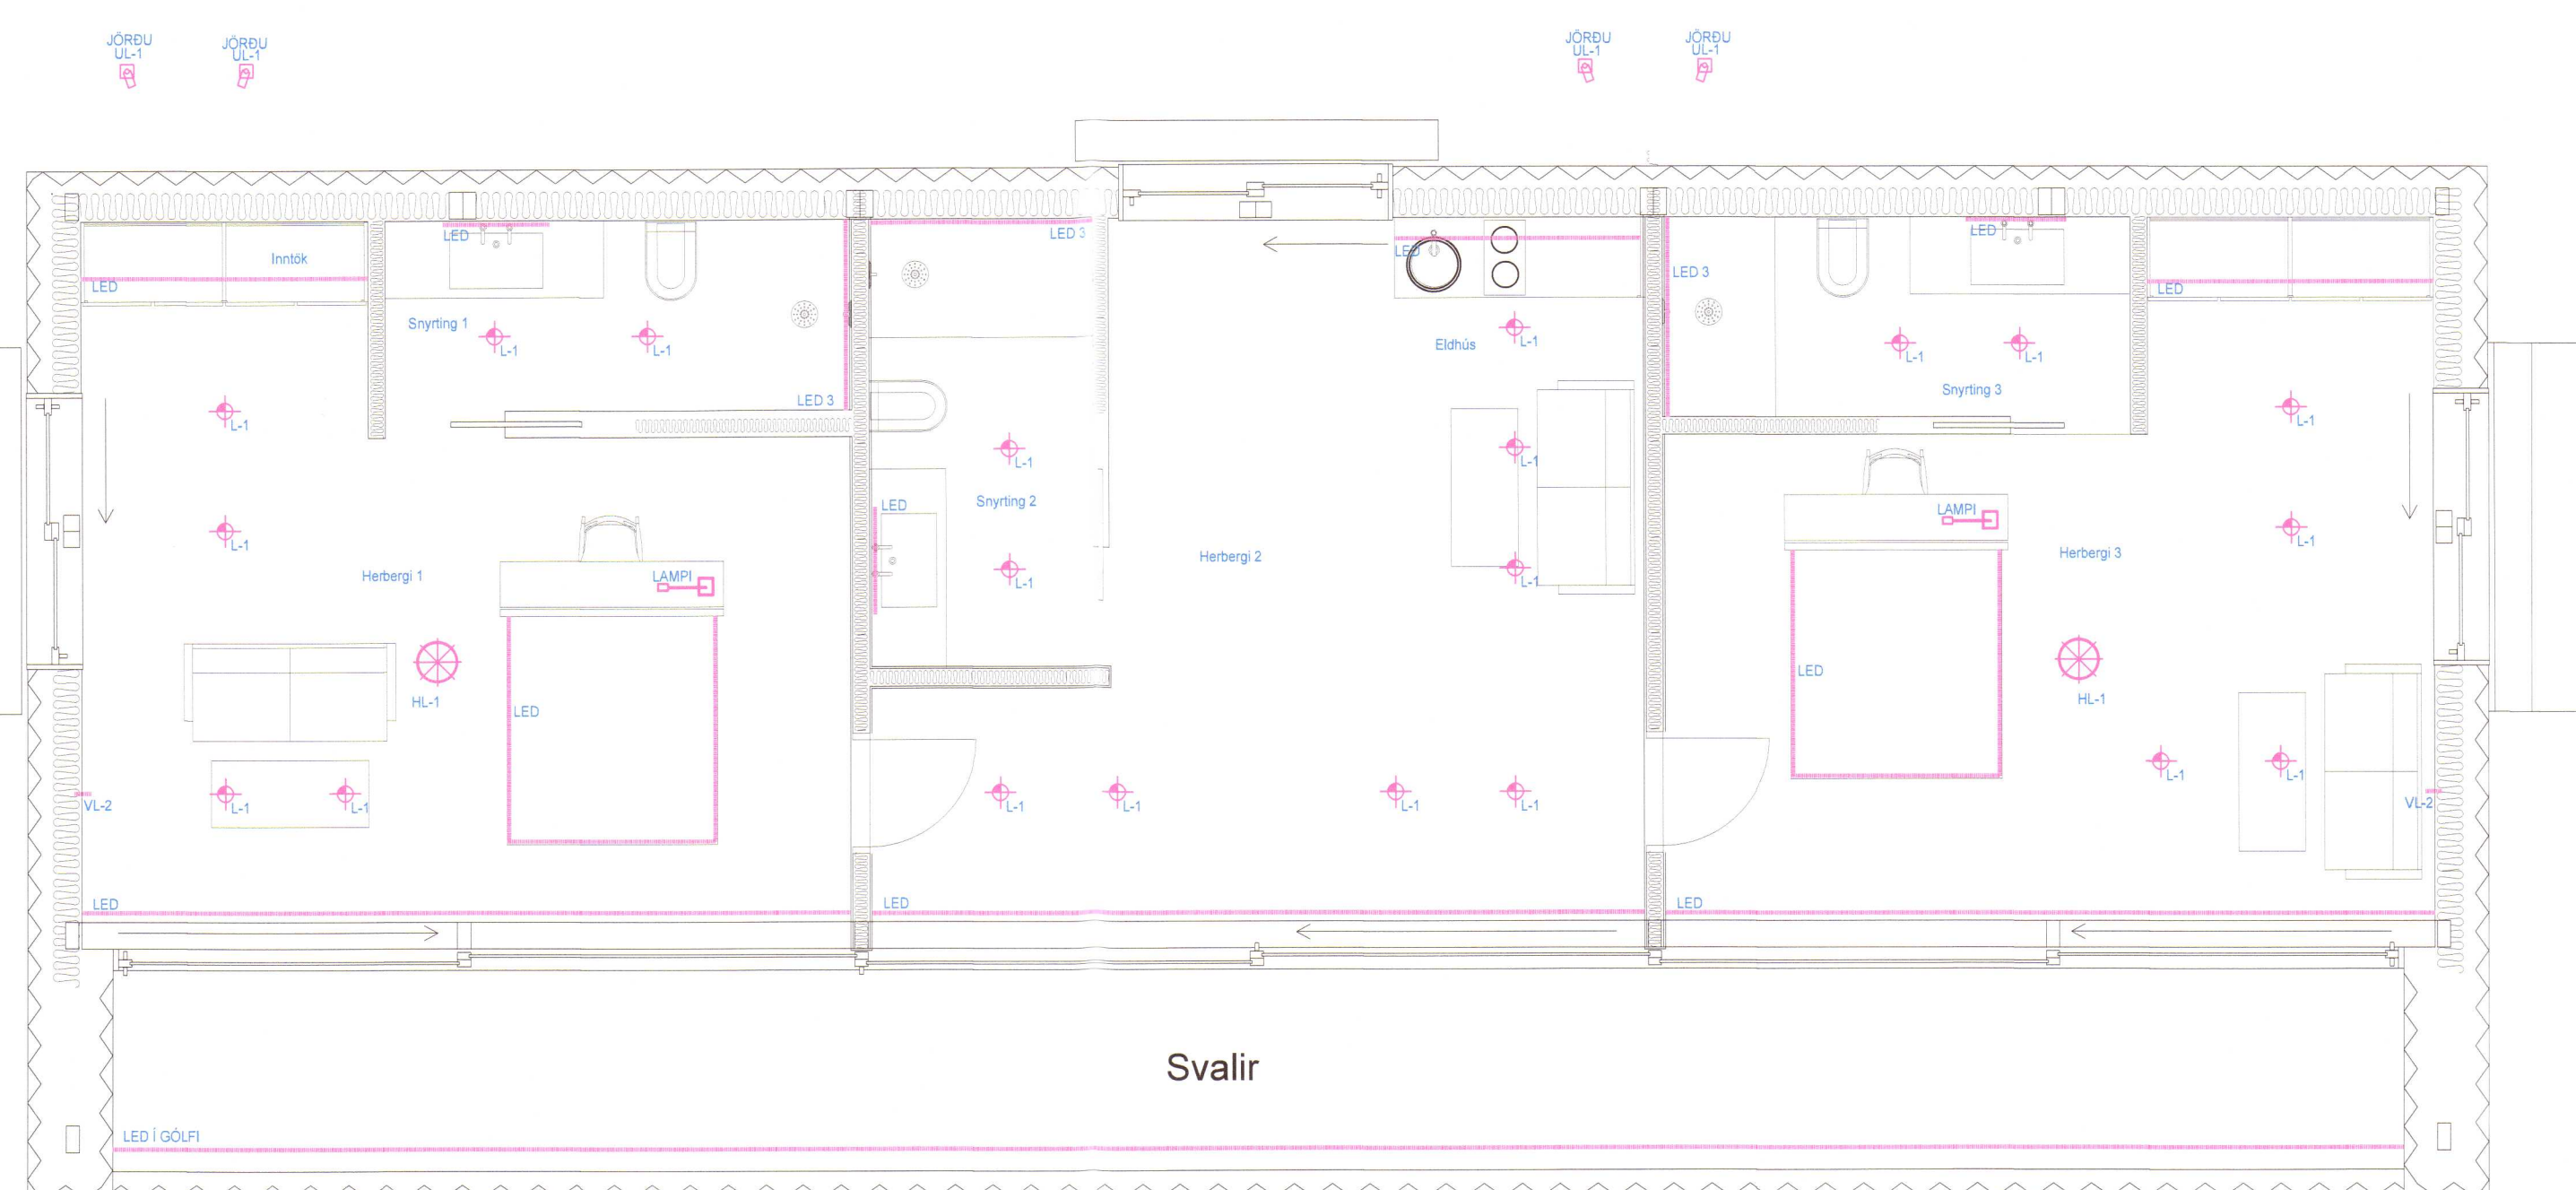 JÖRÐU
UL-1
JÖRÐU
UL-1
JÖRÐU
UL-1
JÖRÐU
UL-1
LED
Inntök
LED
LED 3
LED
LED 3
LED
LED
Snyrting 1
L-1
L-1
LED 3
L-1
L-1
Eldhús
L-1
L-1
Snyrting 3
L-1
L-1
L-1
L-1
L-1
LED
Snyrting 2
L-1
L-1
LAMPI
L-1
Herbergi 1
LAMPI
Herbergi 2
Herbergi 3
HL-1
LED
LED
HL-1
VL-2
L-1
L-1
L-1
L-1
L-1
L-1
L-1
L-1
VL-2
LED
LED
LED
Svalir
LED Í GÓLFI